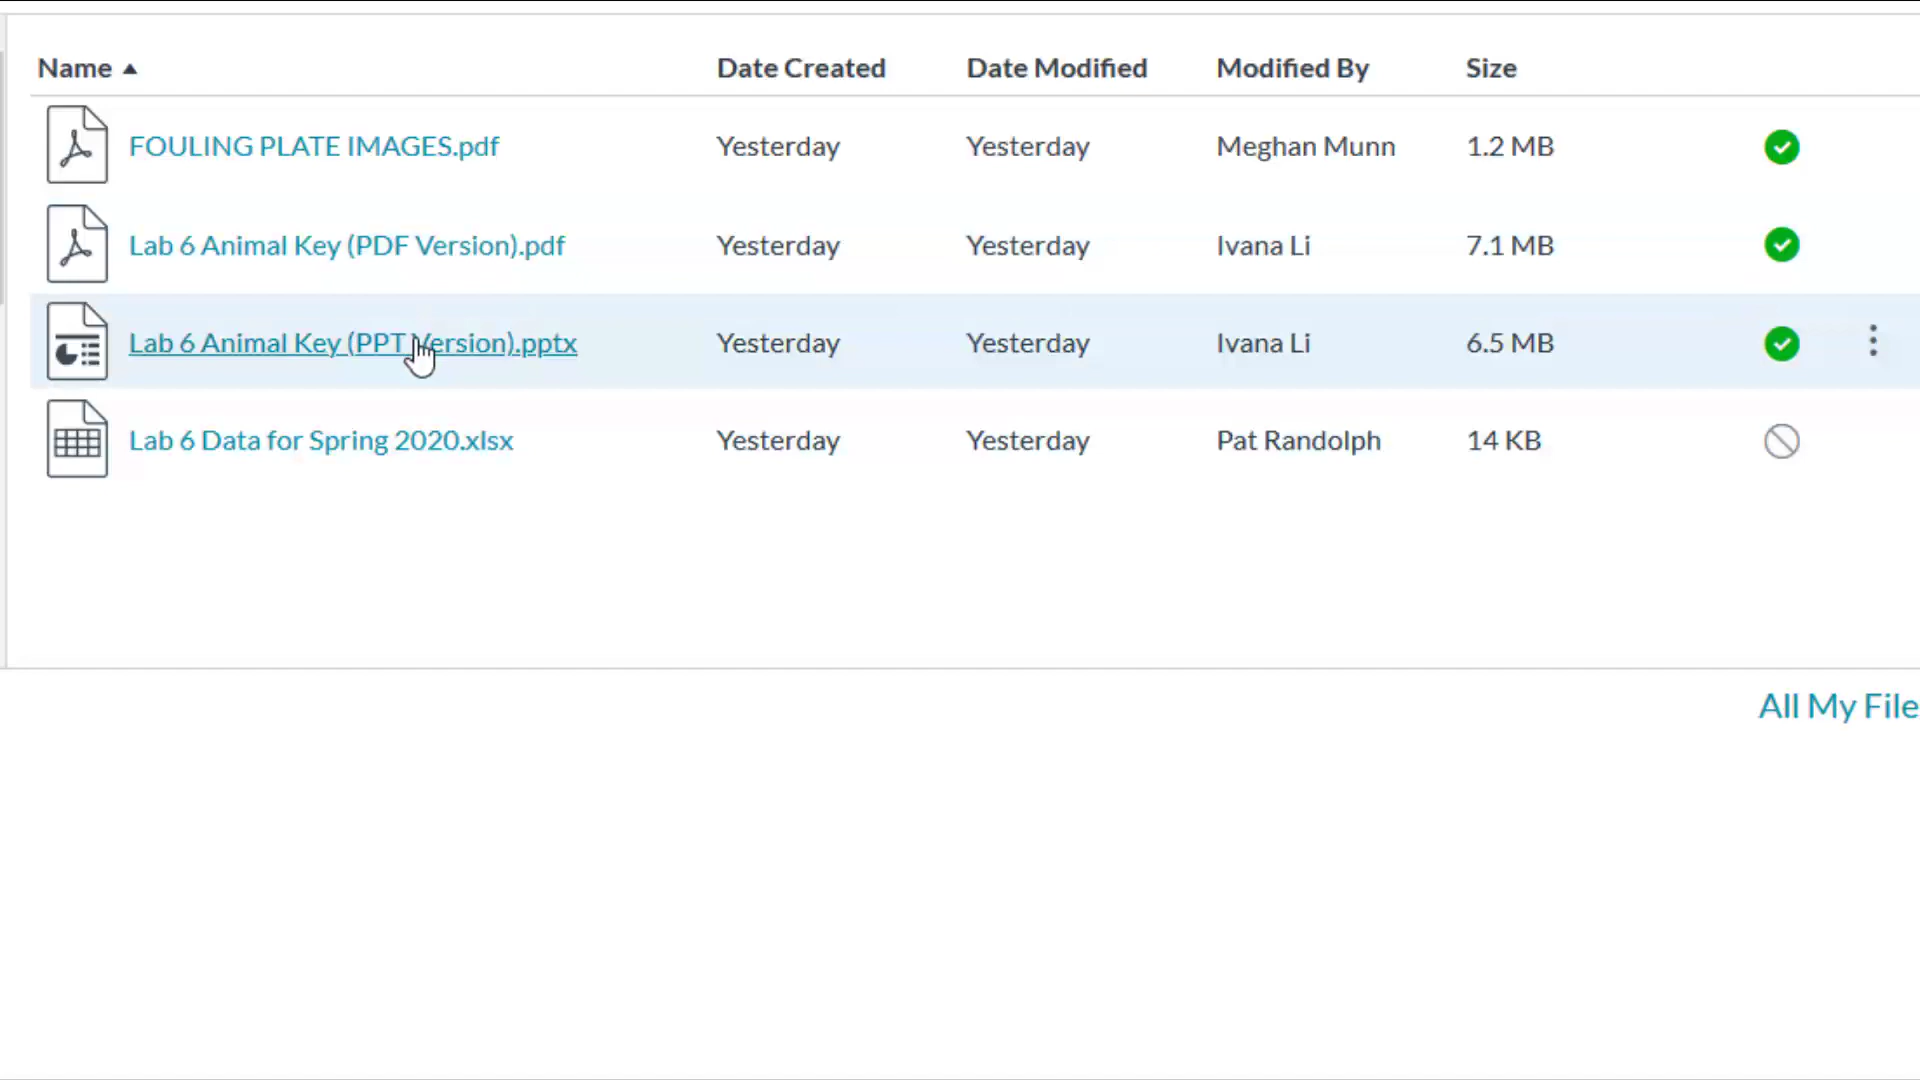 Name Date Created Date Modified Modified By Size
FOULING PLATE IMAGES.pdf Yesterday Yesterday Meghan Munn 1.2 MB
Lab 6 Animal Key (PDF Version).pdf Yesterday Yesterday Ivana Li 7.1 MB
Lab 6 Animal Key (PPT Version).pptx Yesterday Yesterday Ivana Li 6.5 MB
Lab 6 Data for Spring 2020.xlsx Yesterday Yesterday Pat Randolph 14 KB
All My File